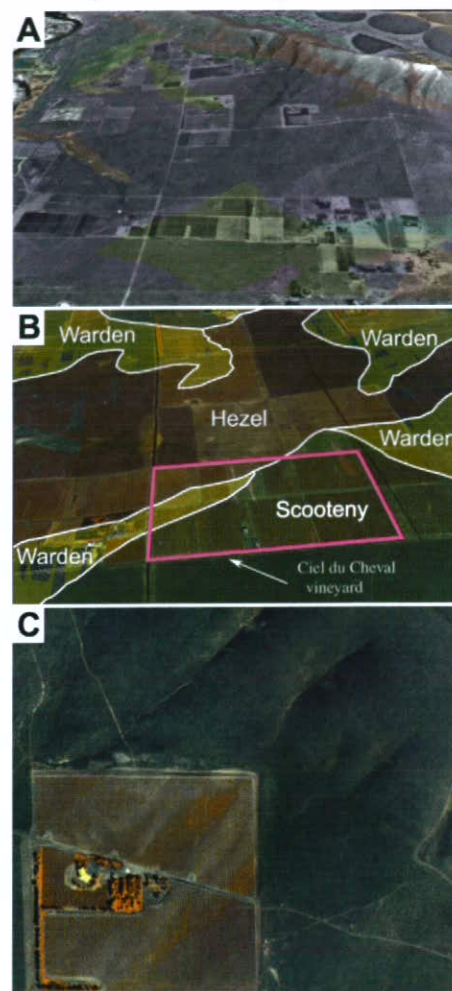 A
B
Warden
Warden
Hezel
Warden
Scooteny
Warden
Ciel du Cheval
vineyard
C